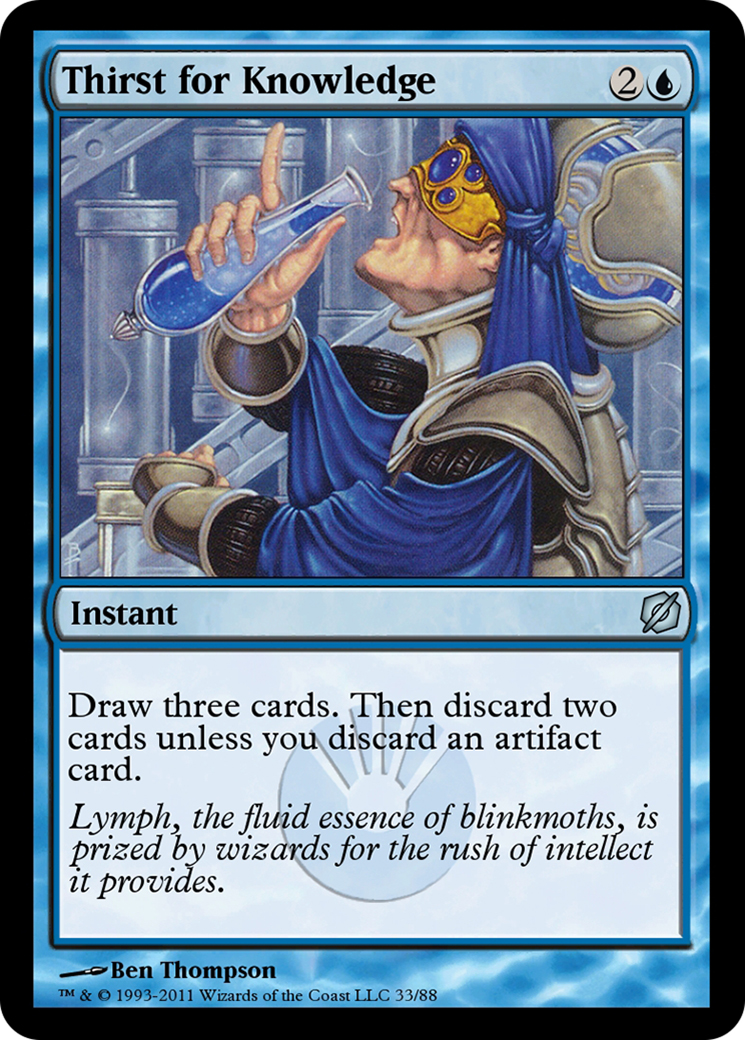 Thirst for Knowledge 2
Instant
Draw three cards. Then discard two
cards unless you discard an artifact
card.
Lymph, the fluid essence of blinkmoths, is
prized by wizards for the rush of intellect
it provides.
Ben Thompson
™ & © 1993-2011 Wizards of the Coast LLC 33/88